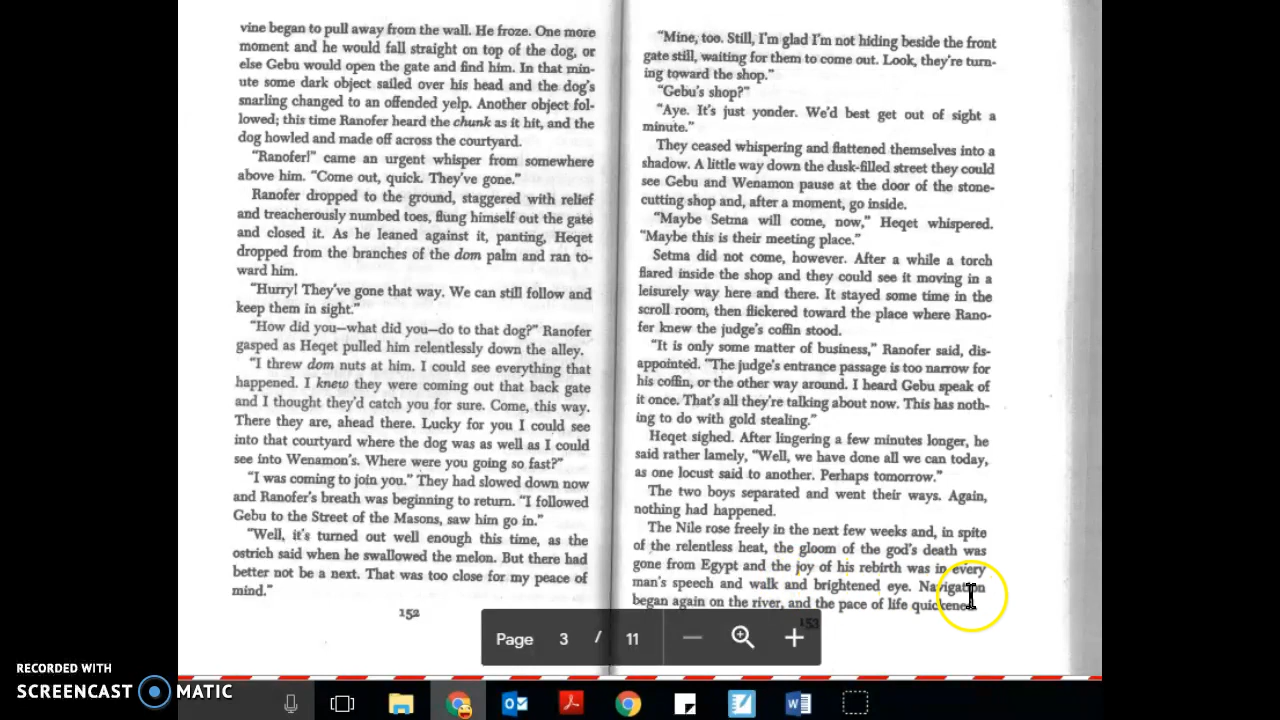 vine began to pull away from the wall. He froze. One more
moment and he would fall straight on top of the dog, or
else Gebu would open the gate and find him. In that min-
ute some dark object sailed over his head and the dog's
snarling changed to an offended yelp. Another object fol-
lowed; this time Ranofer heard the chunk as it hit, and the
dog howled and made off across the courtyard.
"Ranofer!" came an urgent whisper from somewhere
above him. "Come out, quick. They've gone."
Ranofer dropped to the ground, staggered with relief
and treacherously numbed toes, flung himself out the gate
and closed it. As he leaned against it, panting, Heqet
dropped from the branches of the dom palm and ran to-
ward him.
"Hurry! They've gone that way. We can still follow and
keep them in sight."
"How did you—what did you—do to that dog?" Ranofer
gasped as Heqet pulled him relentlessly down the alley.
"I threw dom nuts at him. I could see everything that
happened. I knew they were coming out that back gate
and I thought they'd catch you for sure. Come, this way.
There they are, ahead there. Lucky for you I could see
into that courtyard where the dog was as well as I could
see into Wenamon's. Where were you going so fast?"
"I was coming to join you." They had slowed down now
and Ranofer's breath was beginning to return. "I followed
Gebu to the Street of the Masons, saw him go in."
"Well, it's turned out well enough this time, as the
ostrich said when he swallowed the melon. But there had
better not be a next. That was too close for my peace of
mind."
152
"Mine, too. Still, I'm glad I'm not hiding beside the front
gate still, waiting for them to come out. Look, they're turn-
ing toward the shop."
"Gebu's shop?"
"Aye. It's just yonder. We'd best get out of sight a
minute."
They ceased whispering and flattened themselves into a
shadow. A little way down the dusk-filled street they could
see Gebu and Wenamon pause at the door of the stone-
cutting shop and, after a moment, go inside.
"Maybe Setma will come, now," Heqet whispered.
"Maybe this is their meeting place."
Setma did not come, however. After a while a torch
flared inside the shop and they could see it moving in a
leisurely way here and there. It stayed some time in the
scroll room, then flickered toward the place where Rano-
fer knew the judge's coffin stood.
"It is only some matter of business," Ranofer said, dis-
appointed. "The judge's entrance passage is too narrow for
his coffin, or the other way around. I heard Gebu speak of
it once. That's all they're talking about now. This has noth-
ing to do with gold stealing."
Heqet sighed. After lingering a few minutes longer, he
said rather lamely, "Well, we have done all we can today,
as one locust said to another. Perhaps tomorrow."
The two boys separated and went their ways. Again,
nothing had happened.
The Nile rose freely in the next few weeks and, in spite
of the relentless heat, the gloom of the god's death was
gone from Egypt and the joy of his rebirth was in every
man's speech and walk and brightened eye. Navigation
began again on the river, and the pace of life quickened.
153
Page 3 / 11
RECORDED WITH
SCREENCAST MATIC